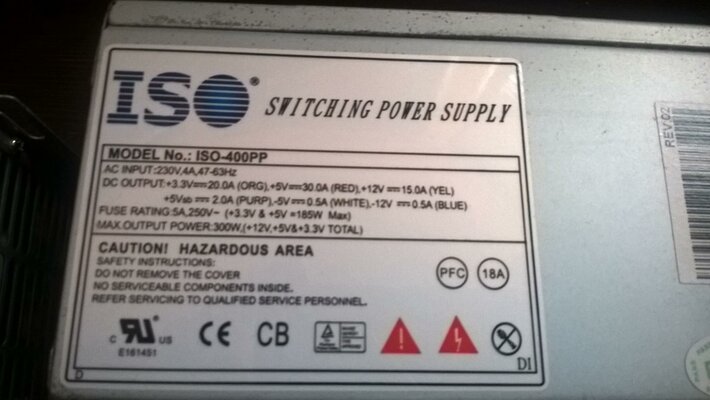 ISO®
SWITCHING POWER SUPPLY
MODEL No.: ISO-400PP
AC INPUT:230V,4A,47-63Hz
DC OUTPUT:+3.3V⎓20.0A (ORG),+5V⎓30.0A (RED),+12V⎓15.0A (YEL)
+5Vsb⎓2.0A (PURP),-5V⎓0.5A (WHITE),-12V⎓0.5A (BLUE)
FUSE RATING:5A,250V~ (+3.3V & +5V =185W Max)
MAX.OUTPUT POWER:300W,(+12V,+5V&+3.3V TOTAL)
CAUTION! HAZARDOUS AREA
SAFETY INSTRUCTIONS:
DO NOT REMOVE THE COVER
NO SERVICEABLE COMPONENTS INSIDE.
REFER SERVICING TO QUALIFIED SERVICE PERSONNEL.
PFC 18A
c RU US
E161451
CE CB
D
DI
REV.02